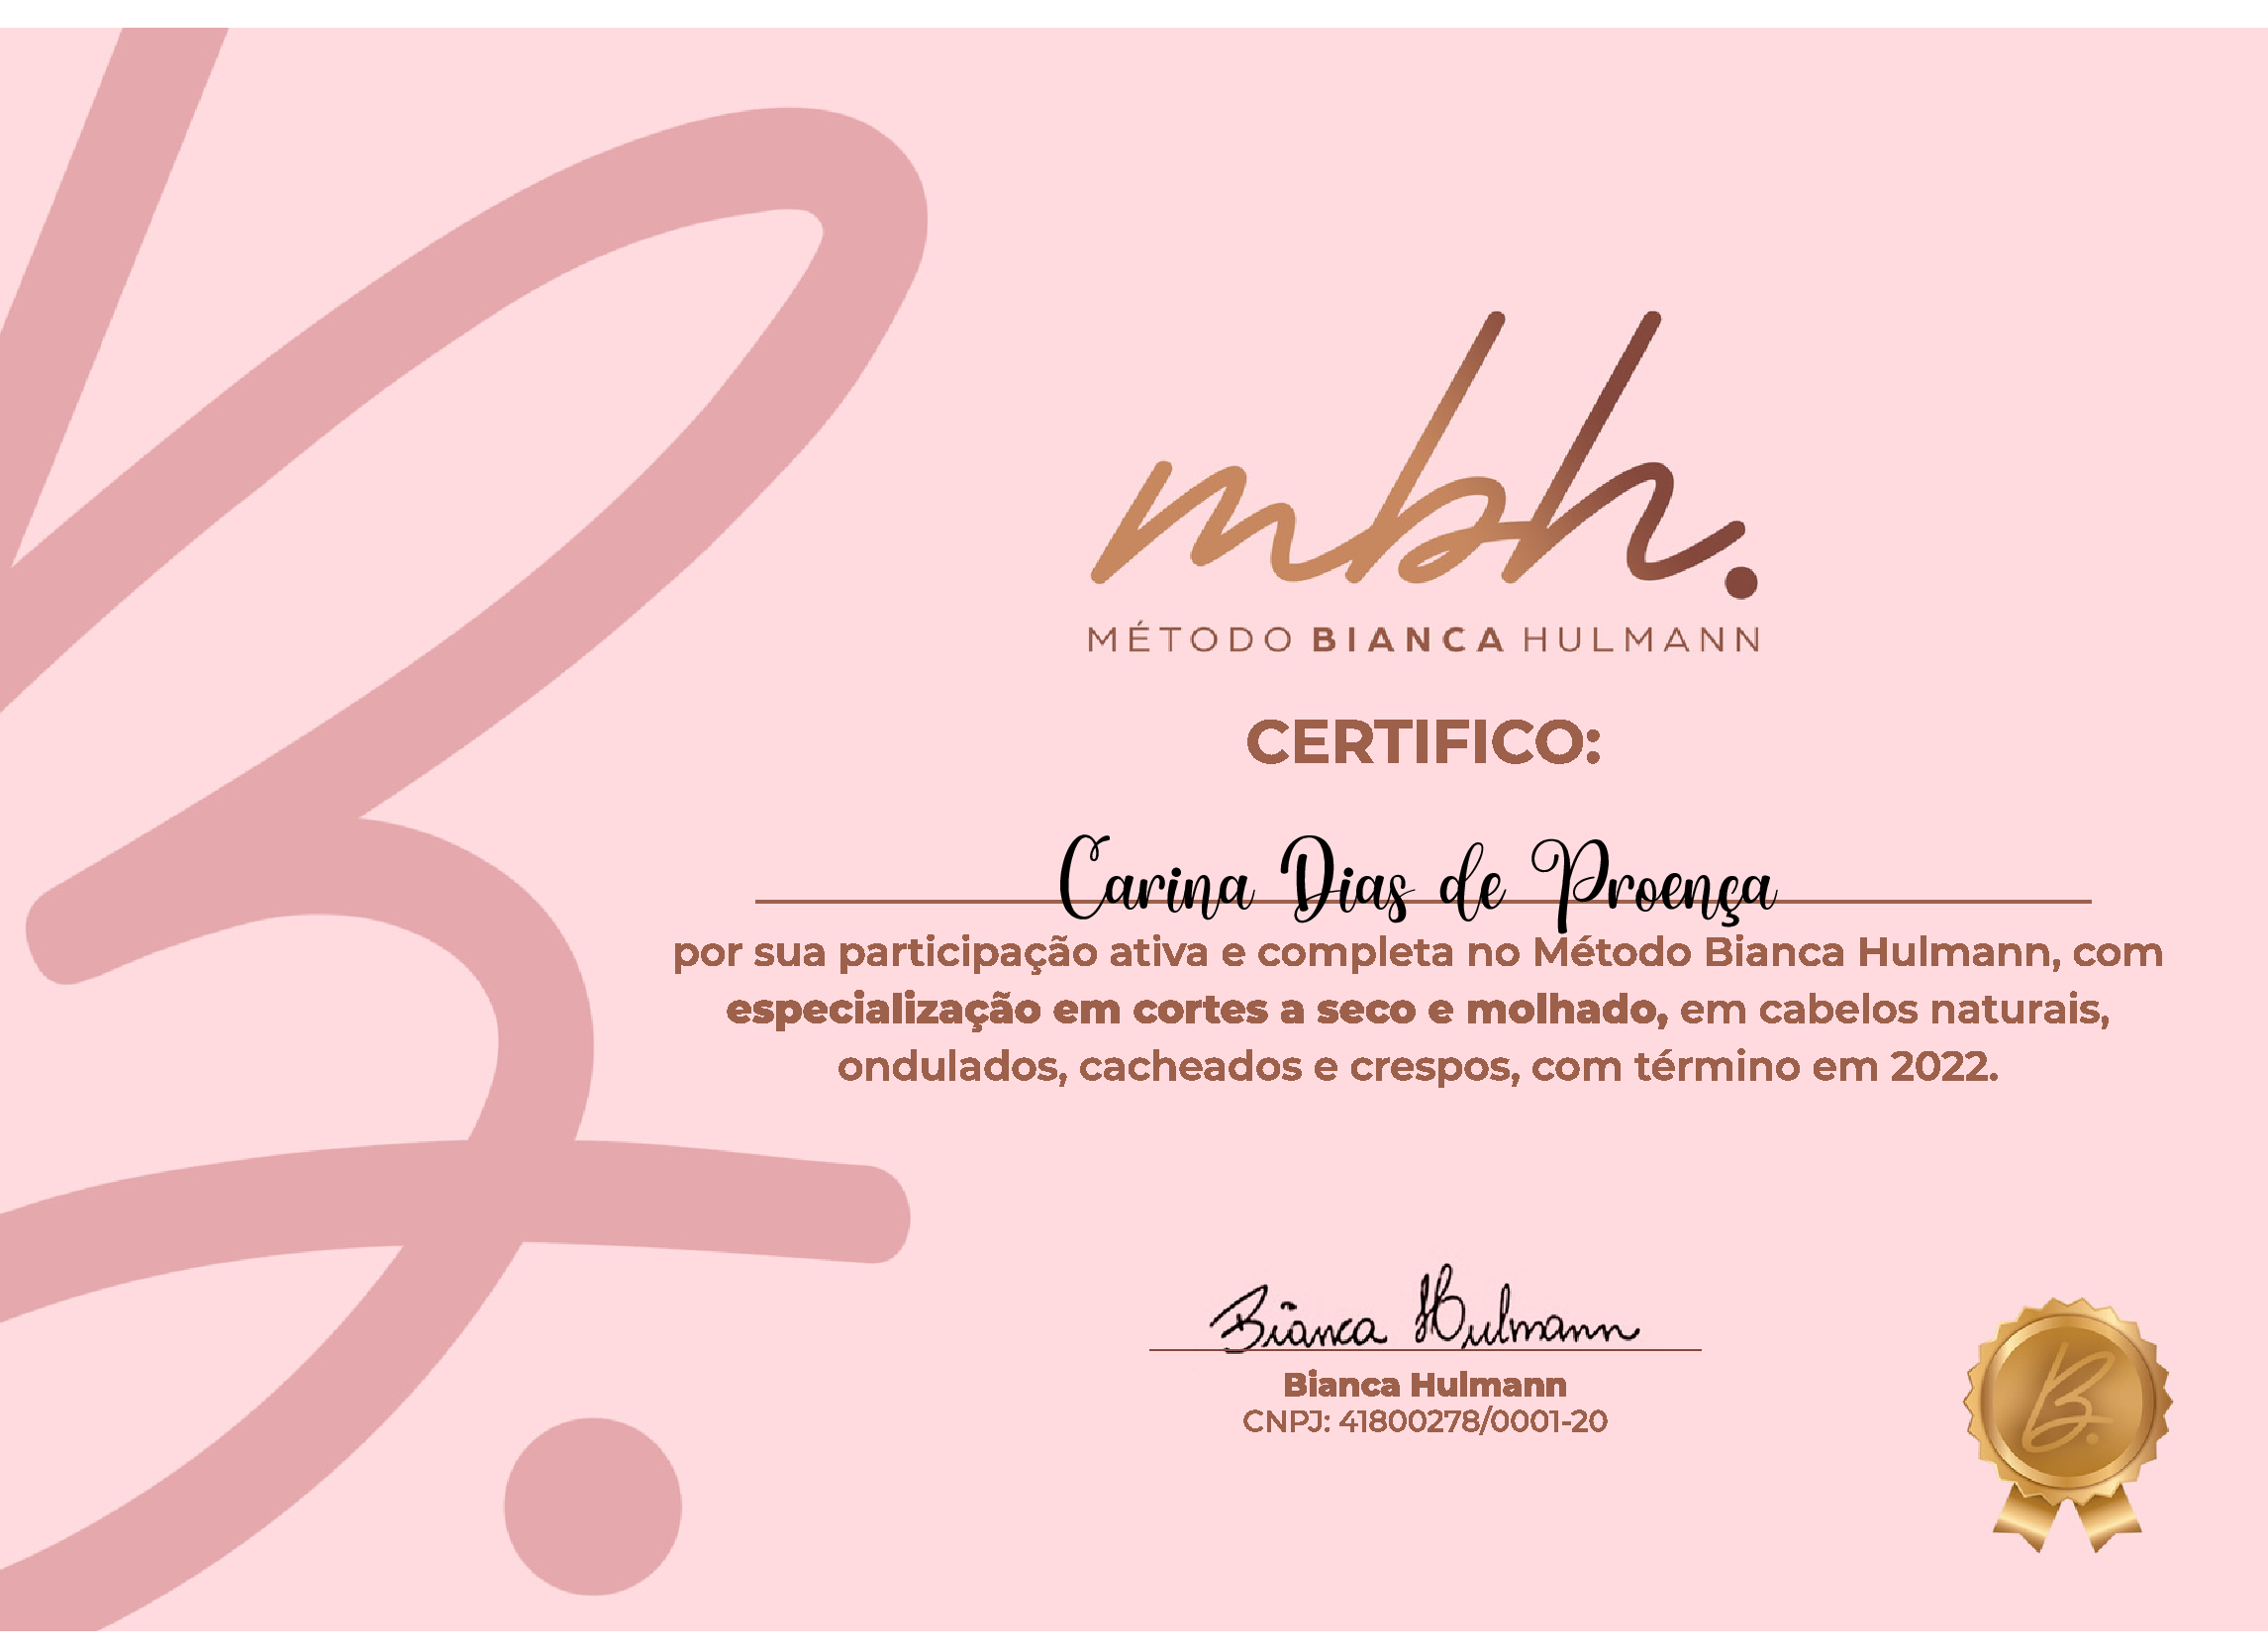 mbh.
MÉTODO BIANCA HULMANN
CERTIFICO:
Carina Dias de Proença
por sua participação ativa e completa no Método Bianca Hulmann, com
especialização em cortes a seco e molhado, em cabelos naturais,
ondulados, cacheados e crespos, com término em 2022.
Bianca Hulmann
Bianca Hulmann
CNPJ: 41800278/0001-20
B.